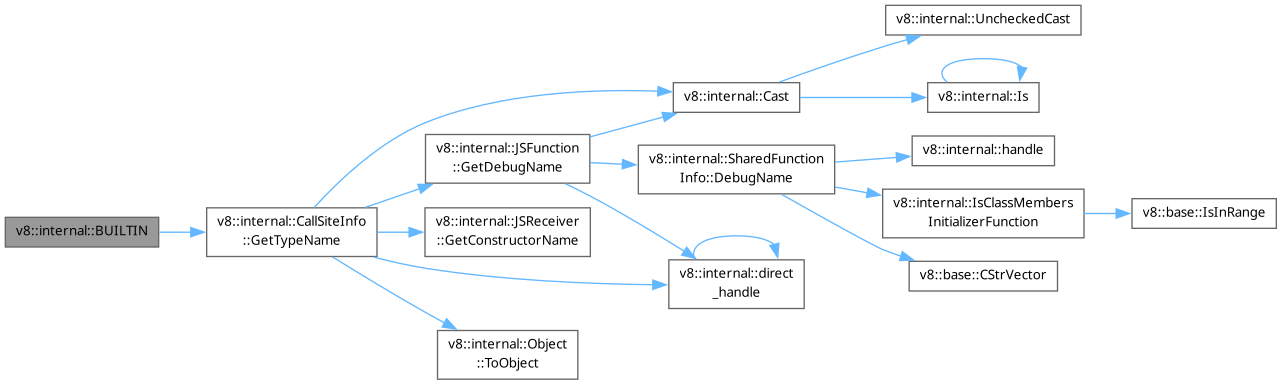 v8::internal::BUILTIN
v8::internal::CallSiteInfo
::GetTypeName
v8::internal::JSFunction
::GetDebugName
v8::internal::JSReceiver
::GetConstructorName
v8::internal::Object
::ToObject
v8::internal::Cast
v8::internal::SharedFunction
Info::DebugName
v8::internal::direct
_handle
v8::internal::UncheckedCast
v8::internal::Is
v8::internal::handle
v8::internal::IsClassMembers
InitializerFunction
v8::base::CStrVector
v8::base::IsInRange